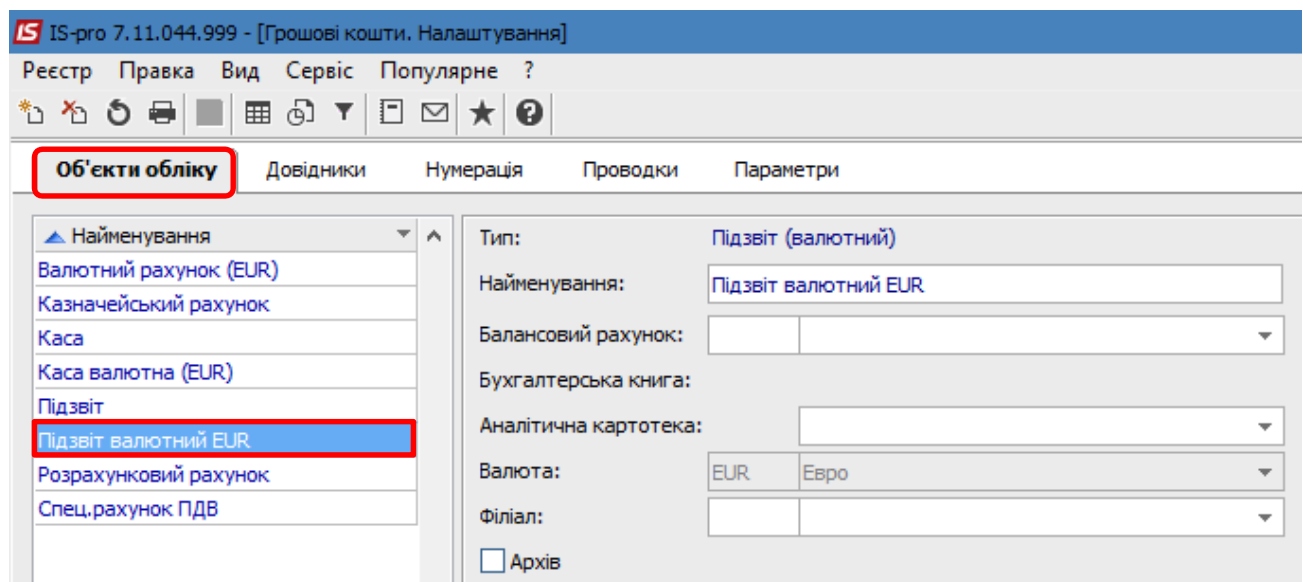 IS IS-pro 7.11.044.999 - [Грошові кошти. Налаштування]
Реєстр Правка Вид Сервіс Популярне ?
Об'єкти обліку Довідники Нумерація Проводки Параметри
Найменування
Валютний рахунок (EUR)
Казначейський рахунок
Каса
Каса валютна (EUR)
Підзвіт
Підзвіт валютний EUR
Розрахунковий рахунок
Спец.рахунок ПДВ
Тип: Підзвіт (валютний)
Найменування: Підзвіт валютний EUR
Балансовий рахунок:
Бухгалтерська книга:
Аналітична картотека:
Валюта: EUR Евро
Філіал:
Архів